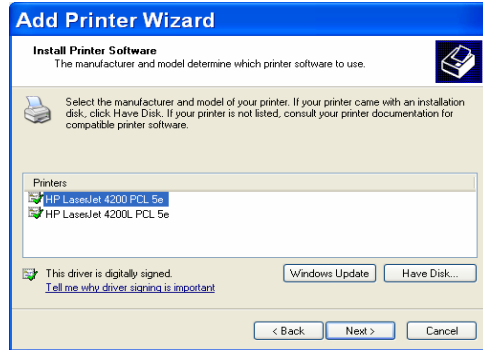 Add Printer Wizard
Install Printer Software
The manufacturer and model determine which printer software to use.
Select the manufacturer and model of your printer. If your printer came with an installation
disk, click Have Disk. If your printer is not listed, consult your printer documentation for
compatible printer software.
Printers
HP LaserJet 4200 PCL 5e
HP LaserJet 4200L PCL 5e
This driver is digitally signed.
Tell me why driver signing is important
Windows Update
Have Disk...
< Back
Next >
Cancel